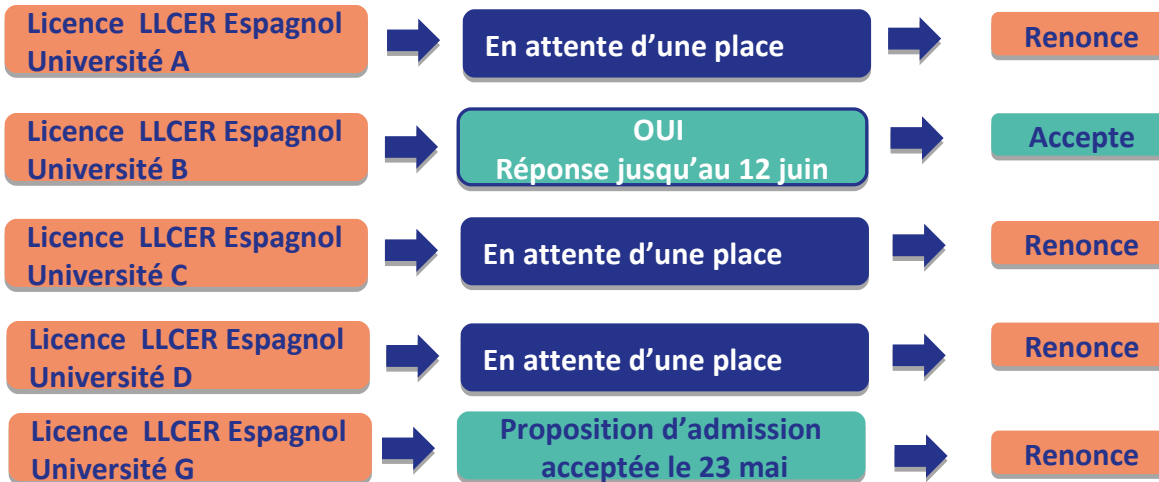 Licence LLCER Espagnol
Université A
En attente d’une place
Renonce
Licence LLCER Espagnol
Université B
OUI
Réponse jusqu’au 12 juin
Accepte
Licence LLCER Espagnol
Université C
En attente d’une place
Renonce
Licence LLCER Espagnol
Université D
En attente d’une place
Renonce
Licence LLCER Espagnol
Université G
Proposition d’admission
acceptée le 23 mai
Renonce